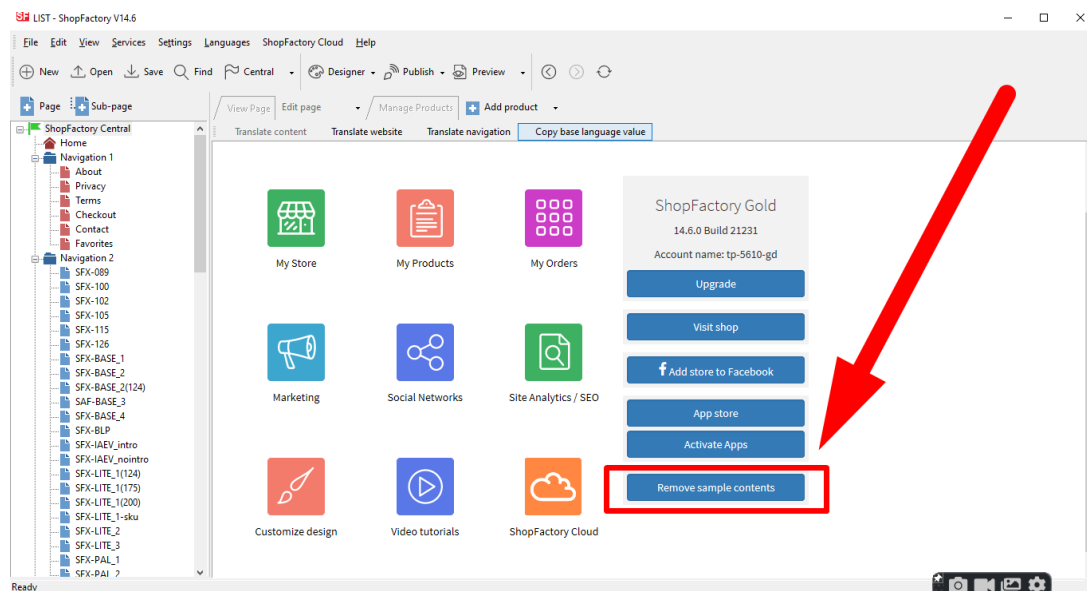 SF LIST - ShopFactory V14.6
File Edit View Services Settings Languages ShopFactory Cloud Help
New Open Save Find Central Designer Publish Preview
Page Sub-page View Page Edit page Manage Products Add product
Translate content Translate website Translate navigation Copy base language value
ShopFactory Central
Home
Navigation 1
About
Privacy
Terms
Checkout
Contact
Favorites
Navigation 2
SFX-089
SFX-100
SFX-102
SFX-105
SFX-115
SFX-126
SFX-BASE_1
SFX-BASE_2
SFX-BASE_2(124)
SAF-BASE_3
SFX-BASE_4
SFX-BLP
SFX-IAEV_intro
SFX-IAEV_nointro
SFX-LITE_1(124)
SFX-LITE_1(175)
SFX-LITE_1(200)
SFX-LITE_1-sku
SFX-LITE_2
SFX-LITE_3
SFX-PAL_1
SFX-PAL_2
My Store
My Products
My Orders
Marketing
Social Networks
Site Analytics / SEO
Customize design
Video tutorials
ShopFactory Cloud
ShopFactory Gold
14.6.0 Build 21231
Account name: tp-5610-gd
Upgrade
Visit shop
f Add store to Facebook
App store
Activate Apps
Remove sample contents
Ready